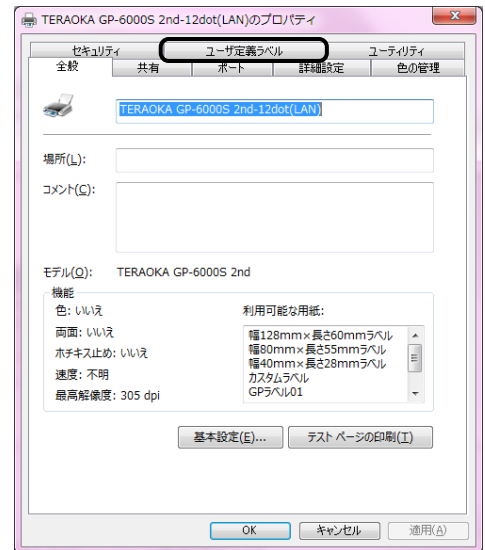 TERAOKA GP-6000S 2nd-12dot(LAN)のプロパティ
セキュリティ ユーザ定義ラベル ユーティリティ
全般 共有 ポート 詳細設定 色の管理
TERAOKA GP-6000S 2nd-12dot(LAN)
場所(L):
コメント(C):
モデル(O): TERAOKA GP-6000S 2nd
機能
色: いいえ
両面: いいえ
ホチキス止め: いいえ
速度: 不明
最高解像度: 305 dpi
利用可能な用紙:
幅128mm×長さ60mmラベル
幅80mm×長さ55mmラベル
幅40mm×長さ28mmラベル
カスタムラベル
GPラベル01
基本設定(E)... テスト ページの印刷(T)
OK キャンセル 適用(A)